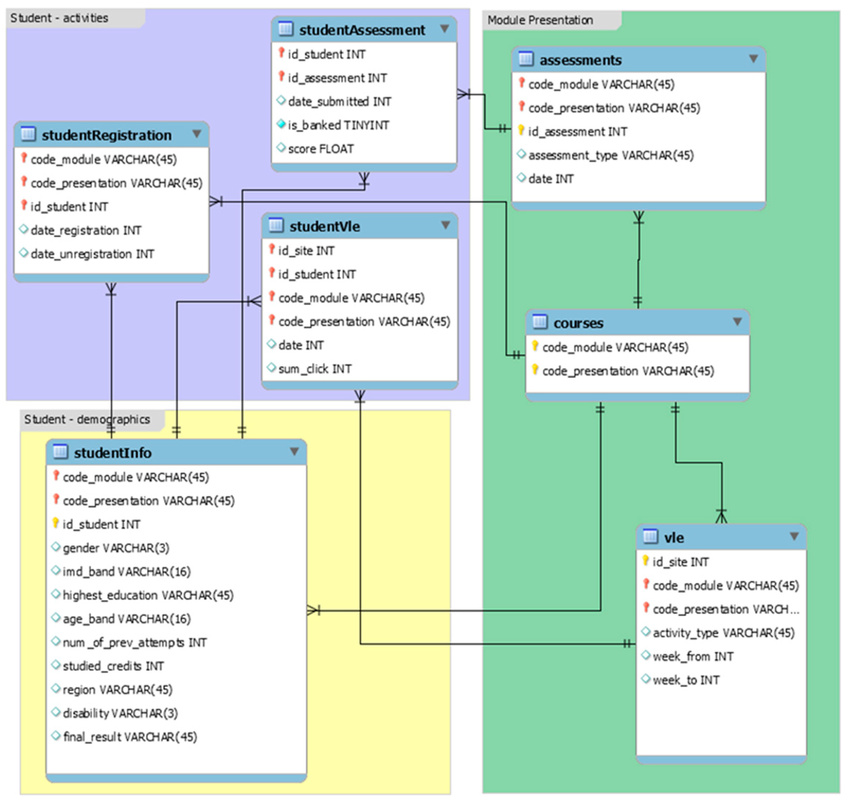 Student - activities
studentAssessment
id_student INT
id_assessment INT
date_submitted INT
is_banked TINYINT
score FLOAT
studentRegistration
code_module VARCHAR(45)
code_presentation VARCHAR(45)
id_student INT
date_registration INT
date_unregistration INT
studentVle
id_site INT
id_student INT
code_module VARCHAR(45)
code_presentation VARCHAR(45)
date INT
sum_click INT
Student - demographics
studentInfo
code_module VARCHAR(45)
code_presentation VARCHAR(45)
id_student INT
gender VARCHAR(3)
imd_band VARCHAR(16)
highest_education VARCHAR(45)
age_band VARCHAR(16)
num_of_prev_attempts INT
studied_credits INT
region VARCHAR(45)
disability VARCHAR(3)
final_result VARCHAR(45)
Module Presentation
assessments
code_module VARCHAR(45)
code_presentation VARCHAR(45)
id_assessment INT
assessment_type VARCHAR(45)
date INT
courses
code_module VARCHAR(45)
code_presentation VARCHAR(45)
vle
id_site INT
code_module VARCHAR(45)
code_presentation VARCH...
activity_type VARCHAR(45)
week_from INT
week_to INT